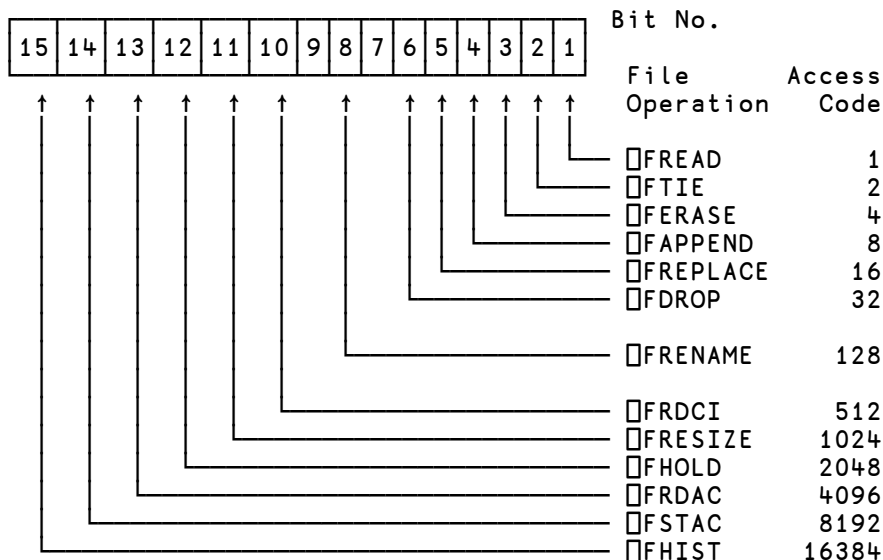 Bit No.
15 14 13 12 11 10 9 8 7 6 5 4 3 2 1
File Access
Operation Code
⎕FREAD 1
⎕FTIE 2
⎕FERASE 4
⎕FAPPEND 8
⎕FREPLACE 16
⎕FDROP 32
⎕FRENAME 128
⎕FRDCI 512
⎕FRESIZE 1024
⎕FHOLD 2048
⎕FRDAC 4096
⎕FSTAC 8192
⎕FHIST 16384